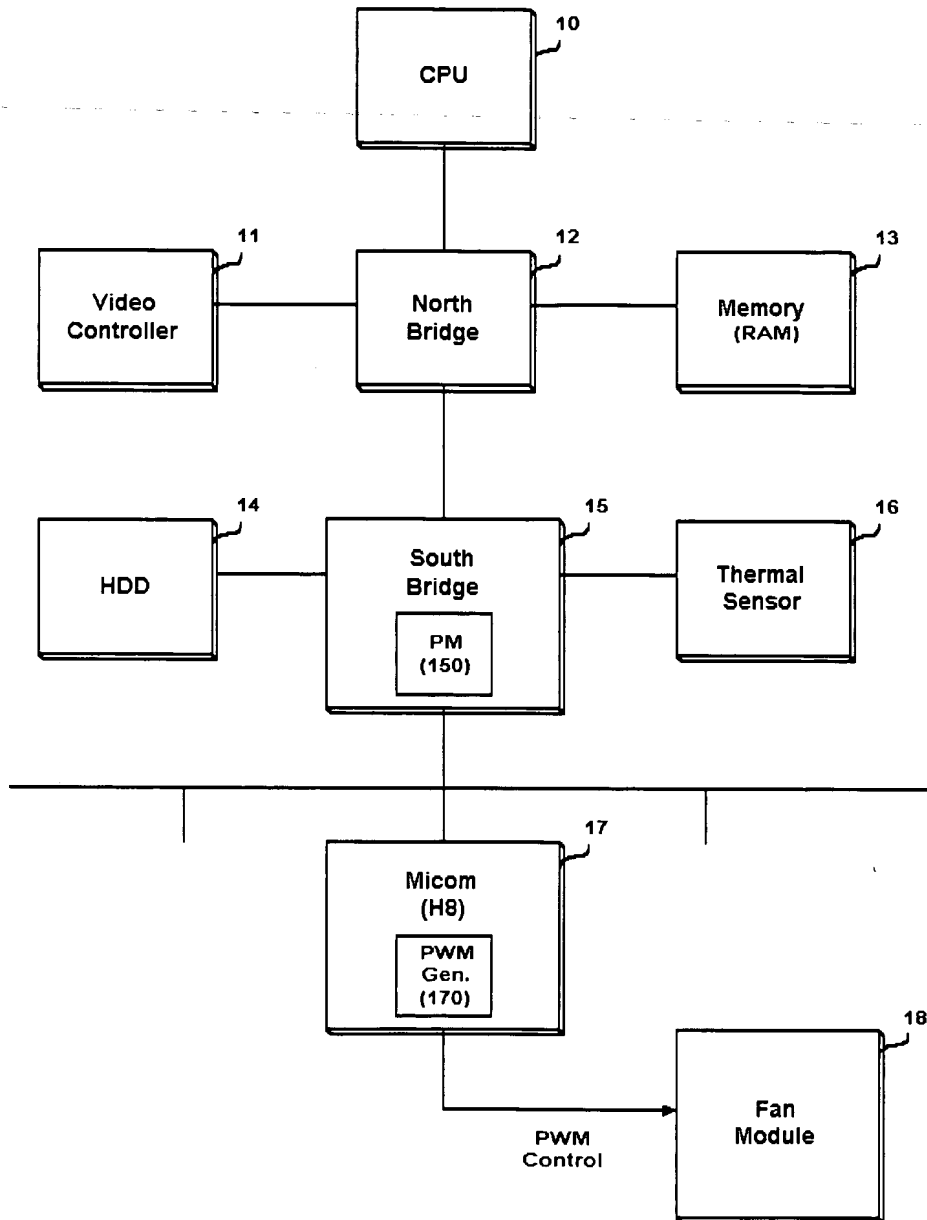 10
CPU
11
Video
Controller
12
North
Bridge
13
Memory
(RAM)
14
HDD
15
South
Bridge
PM
(150)
16
Thermal
Sensor
17
Micom
(H8)
PWM
Gen.
(170)
18
Fan
Module
PWM
Control